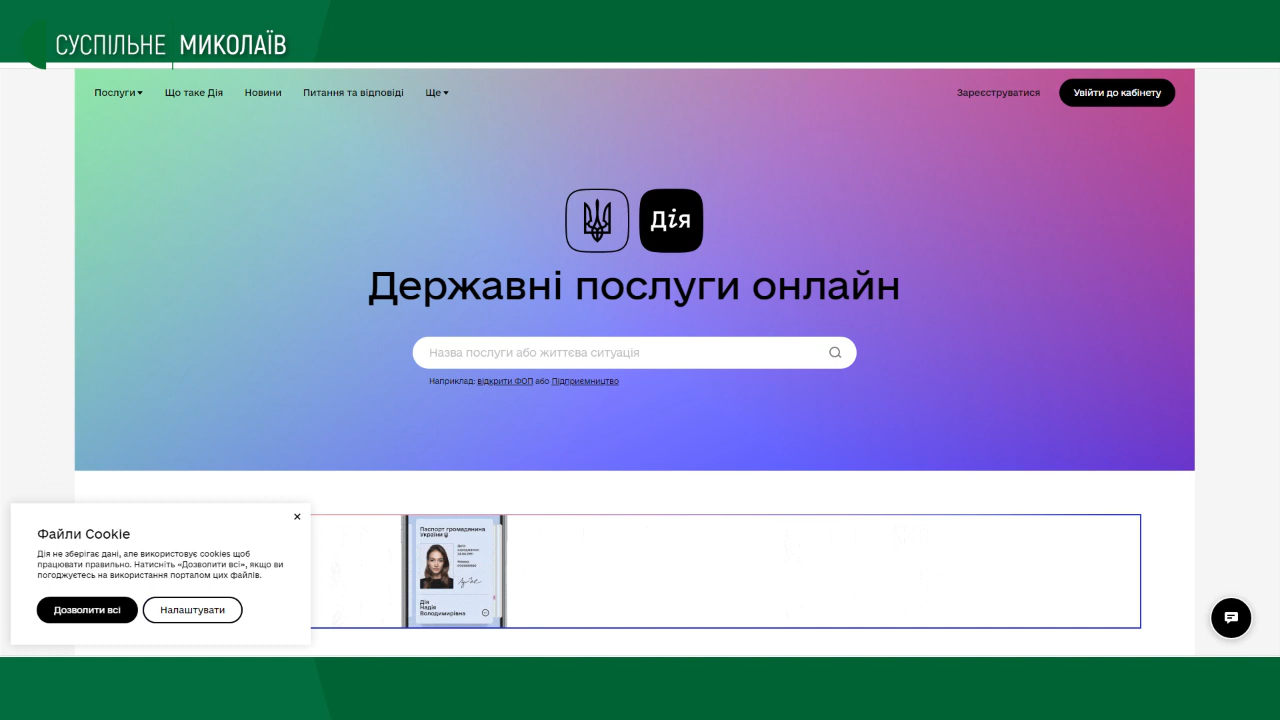 СУСПІЛЬНЕ МИКОЛАЇВ
Послуги Що таке Дія Новини Питання та відповіді Ще Зареєструватися Увійти до кабінету
Дія
Державні послуги онлайн
Назва послуги або життєва ситуація
Наприклад: відкрити ФОП або Підприємництво
Паспорт громадянина
України
Дія
Надія
Володимирівна
Файли Cookie
Дія не зберігає дані, але використовує cookies щоб
працювати правильно. Натисніть «Дозволити всі», якщо ви
погоджуєтесь на використання порталом цих файлів.
Дозволити всі Налаштувати